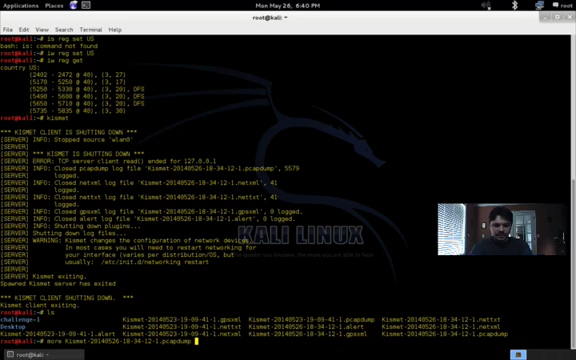 Applications Places Mon May 26, 6:40 PM root
root@kali: ~
File Edit View Search Terminal Help
root@kali:~# is reg set US
bash: is: command not found
root@kali:~# iw reg set US
root@kali:~# iw reg get
country US:
(2402 - 2472 @ 40), (3, 27)
(5170 - 5250 @ 40), (3, 17)
(5250 - 5330 @ 40), (3, 20), DFS
(5490 - 5600 @ 40), (3, 20), DFS
(5650 - 5710 @ 40), (3, 20), DFS
(5735 - 5835 @ 40), (3, 30)
root@kali:~# kismet
*** KISMET CLIENT IS SHUTTING DOWN ***
[SERVER] INFO: Stopped source 'wlan0'
[SERVER]
[SERVER] *** KISMET IS SHUTTING DOWN ***
[SERVER] ERROR: TCP server client read() ended for 127.0.0.1
[SERVER] INFO: Closed pcapdump log file 'Kismet-20140526-18-34-12-1.pcapdump', 5579
[SERVER] logged.
[SERVER] INFO: Closed netxml log file 'Kismet-20140526-18-34-12-1.netxml', 41
[SERVER] logged.
[SERVER] INFO: Closed nettxt log file 'Kismet-20140526-18-34-12-1.nettxt', 41
[SERVER] logged.
[SERVER] INFO: Closed gpsxml log file 'Kismet-20140526-18-34-12-1.gpsxml', 0 logged.
[SERVER] INFO: Closed alert log file 'Kismet-20140526-18-34-12-1.alert', 0 logged.
[SERVER] INFO: Shutting down plugins...
[SERVER] Shutting down log files...
[SERVER] WARNING: Kismet changes the configuration of network devices.
[SERVER] In most cases you will need to restart networking for
[SERVER] your interface (varies per distribution/OS, but
[SERVER] usually: /etc/init.d/networking restart
[SERVER]
[SERVER] Kismet exiting.
Spawned Kismet server has exited
*** KISMET CLIENT SHUTTING DOWN. ***
Kismet client exiting.
root@kali:~# ls
challenge-1 Kismet-20140523-19-09-41-1.gpsxml Kismet-20140523-19-09-41-1.pcapdump Kismet-20140526-18-34-12-1.nettxt
Desktop Kismet-20140523-19-09-41-1.nettxt Kismet-20140526-18-34-12-1.alert Kismet-20140526-18-34-12-1.netxml
Kismet-20140523-19-09-41-1.alert Kismet-20140523-19-09-41-1.netxml Kismet-20140526-18-34-12-1.gpsxml Kismet-20140526-18-34-12-1.pcapdump
root@kali:~# more Kismet-20140526-18-34-12-1.pcapdump
KALI LINUX
root@kali: ~